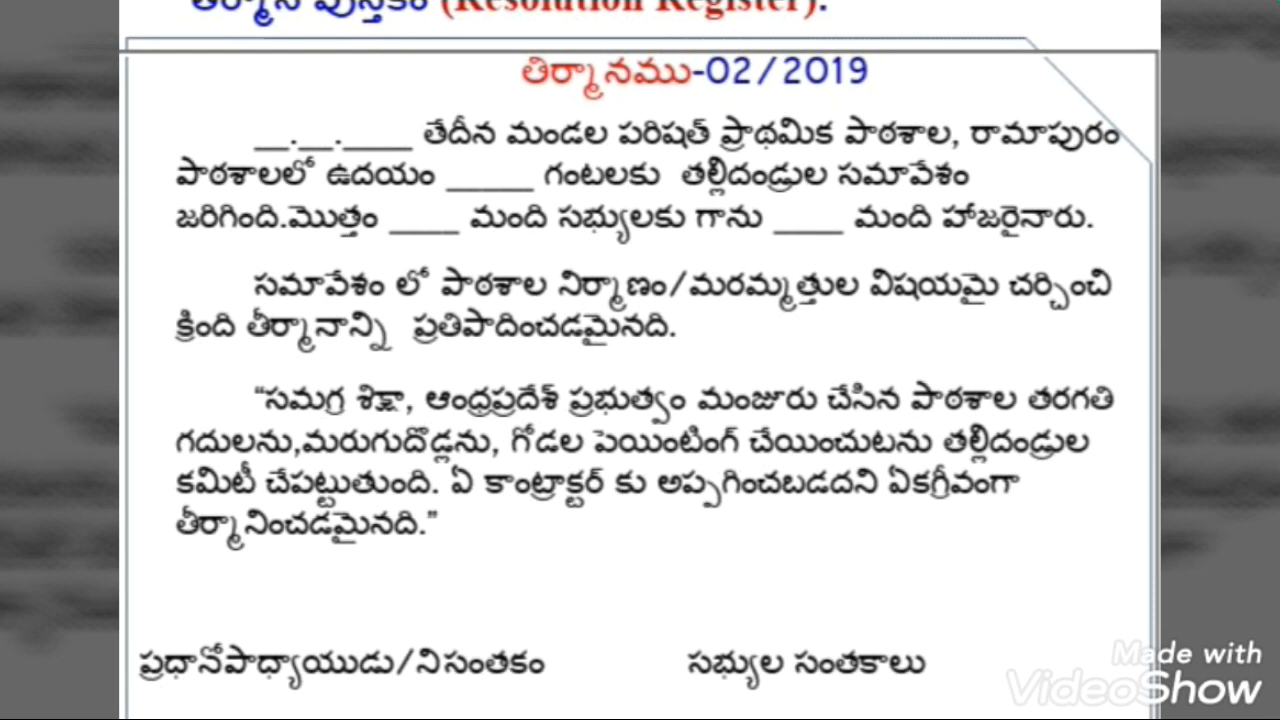 తీర్మాన పుస్తకం (Resolution Register).
తిర్మానము-02/2019
__.__.____ తేదీన మండల పరిషత్ ప్రాథమిక పాఠశాల, రామాపురం
పాఠశాలలో ఉదయం _____ గంటలకు తల్లిదండ్రుల సమావేశం
జరిగింది.మొత్తం ____ మంది సభ్యులకు గాను ____ మంది హాజరైనారు.
సమావేశం లో పాఠశాల నిర్మాణం/మరమ్మత్తుల విషయమై చర్చించి
క్రింది తీర్మానాన్ని ప్రతిపాదించడమైనది.
“సమగ్ర శిక్షా, ఆంధ్రప్రదేశ్ ప్రభుత్వం మంజూరు చేసిన పాఠశాల తరగతి
గదులను,మరుగుదొడ్లను, గోడల పెయింటింగ్ చేయించుటను తల్లిదండ్రుల
కమిటీ చేపట్టుతుంది. ఏ కాంట్రాక్టర్ కు అప్పగించబడదని ఏకగ్రీవంగా
తీర్మానించడమైనది.”
ప్రధానోపాధ్యాయుడు/నిసంతకం సభ్యుల సంతకాలు
Made with
VideoShow